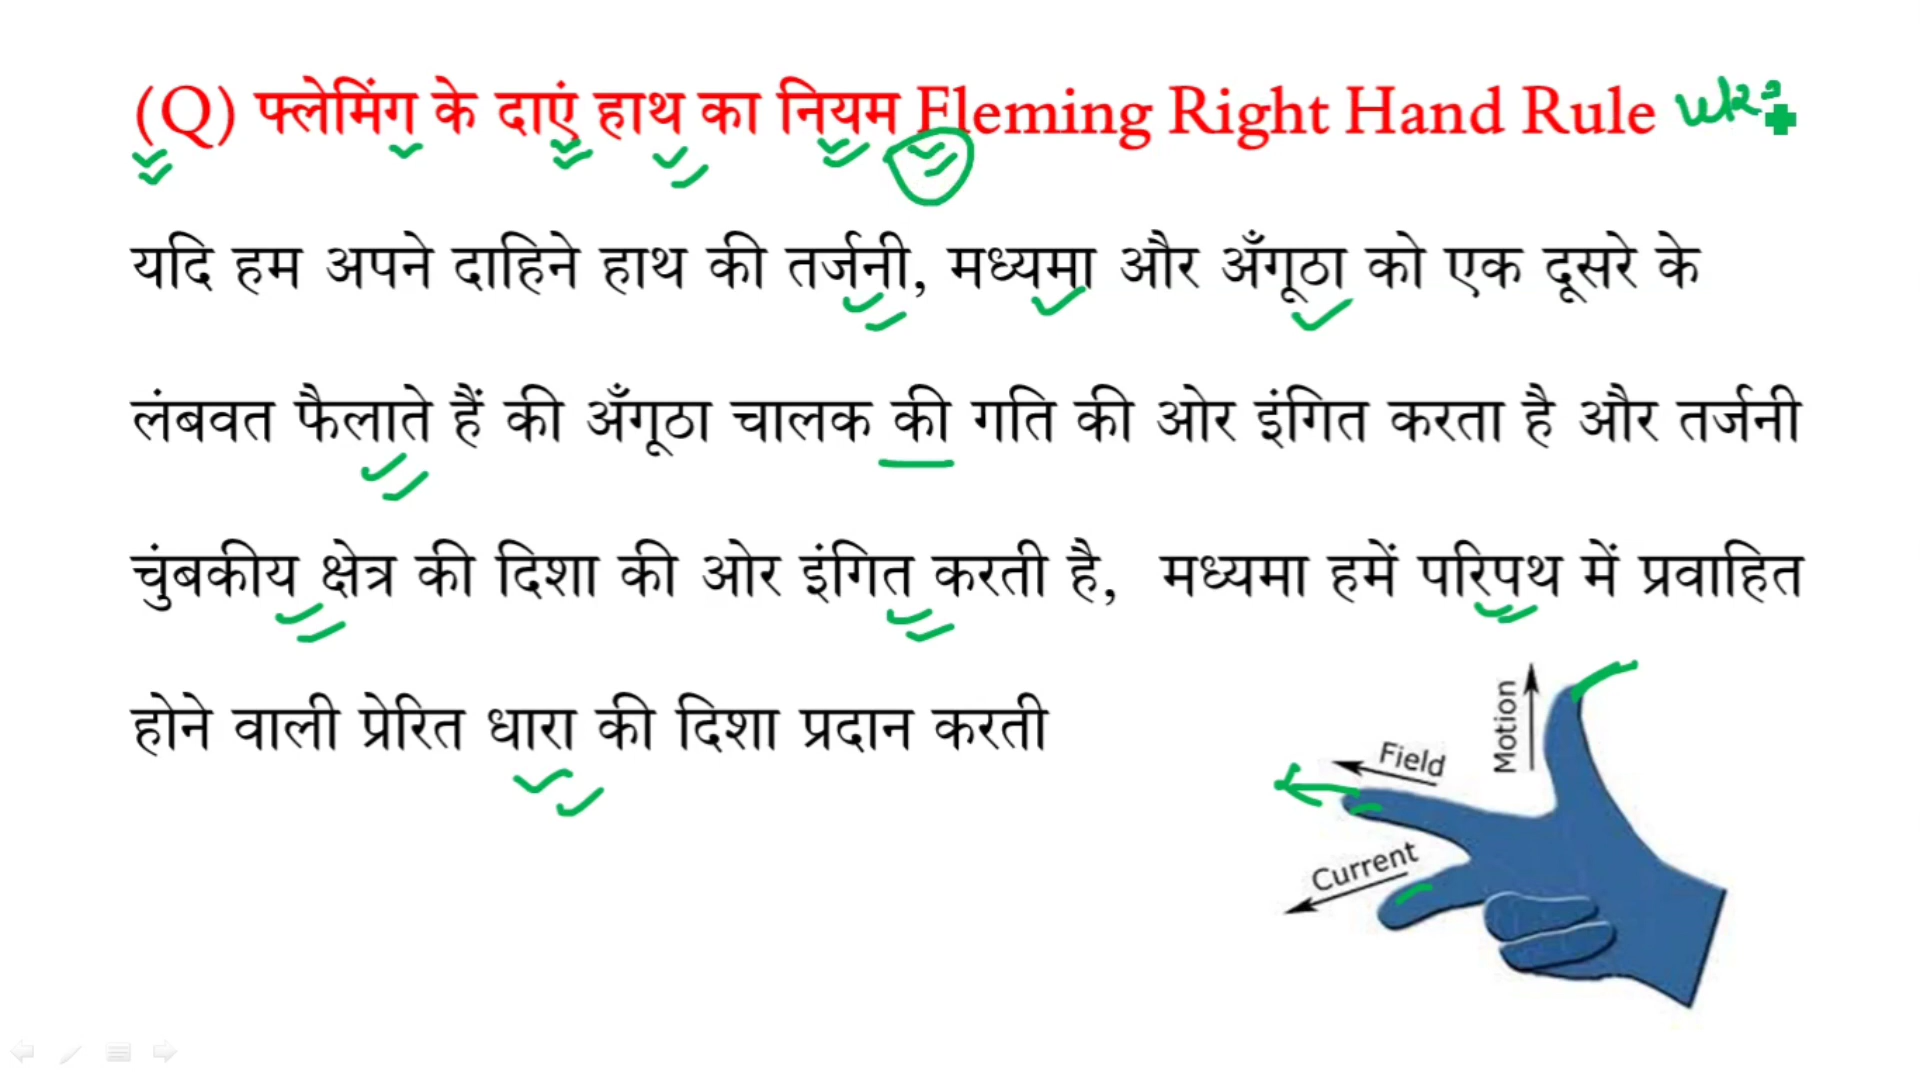 (Q) फ्लेमिंग के दाएं हाथ का नियम Fleming Right Hand Rule
यदि हम अपने दाहिने हाथ की तर्जनी, मध्यमा और अँगूठा को एक दूसरे के
लंबवत फैलाते हैं की अँगूठा चालक की गति की ओर इंगित करता है और तर्जनी
चुंबकीय क्षेत्र की दिशा की ओर इंगित करती है, मध्यमा हमें परिपथ में प्रवाहित
होने वाली प्रेरित धारा की दिशा प्रदान करती
Motion
Field
Current